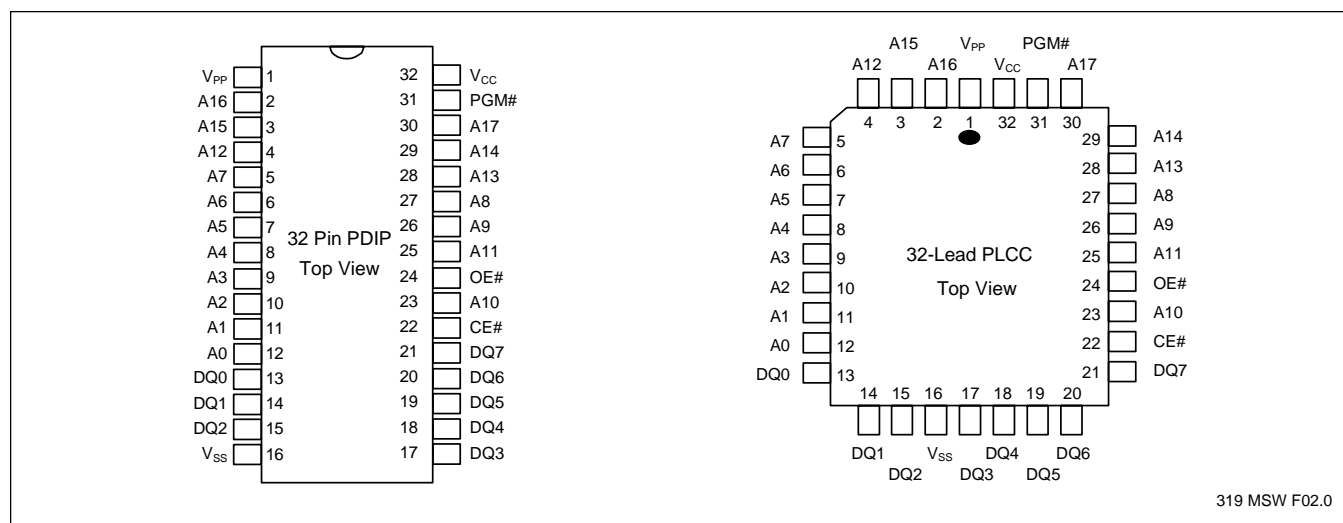 V_PP 1 32 V_CC
A16 2 31 PGM#
A15 3 30 A17
A12 4 29 A14
A7 5 28 A13
A6 6 27 A8
A5 7 26 A9
A4 8 25 A11
A3 9 24 OE#
A2 10 23 A10
A1 11 22 CE#
A0 12 21 DQ7
DQ0 13 20 DQ6
DQ1 14 19 DQ5
DQ2 15 18 DQ4
V_SS 16 17 DQ3
32 Pin PDIP
Top View
A15 V_PP PGM#
A12 A16 V_CC A17
4 3 2 1 32 31 30
A7 5 29 A14
A6 6 28 A13
A5 7 27 A8
A4 8 26 A9
A3 9 25 A11
A2 10 24 OE#
A1 11 23 A10
A0 12 22 CE#
DQ0 13 21 DQ7
32-Lead PLCC
Top View
14 15 16 17 18 19 20
DQ1 V_SS DQ4 DQ6
DQ2 DQ3 DQ5
319 MSW F02.0